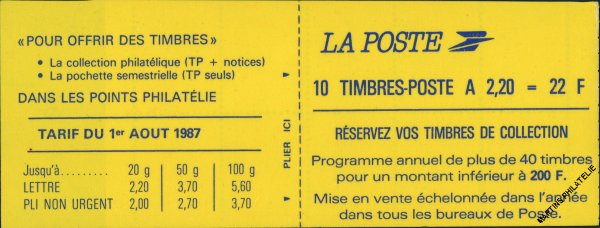 «POUR OFFRIR DES TIMBRES»
• La collection philatélique (TP + notices)
• La pochette semestrielle (TP seuls)
DANS LES POINTS PHILATÉLIE
TARIF DU 1er AOUT 1987
Jusqu'à......... 20 g 50 g 100 g
LETTRE 2,20 3,70 5,60
PLI NON URGENT 2,00 2,70 3,70
PLIER ICI
LA POSTE
10 TIMBRES-POSTE A 2,20 = 22 F
RÉSERVEZ VOS TIMBRES DE COLLECTION
Programme annuel de plus de 40 timbres
pour un montant inférieur à 200 F.
Mise en vente échelonnée dans l'année
dans tous les bureaux de Poste.